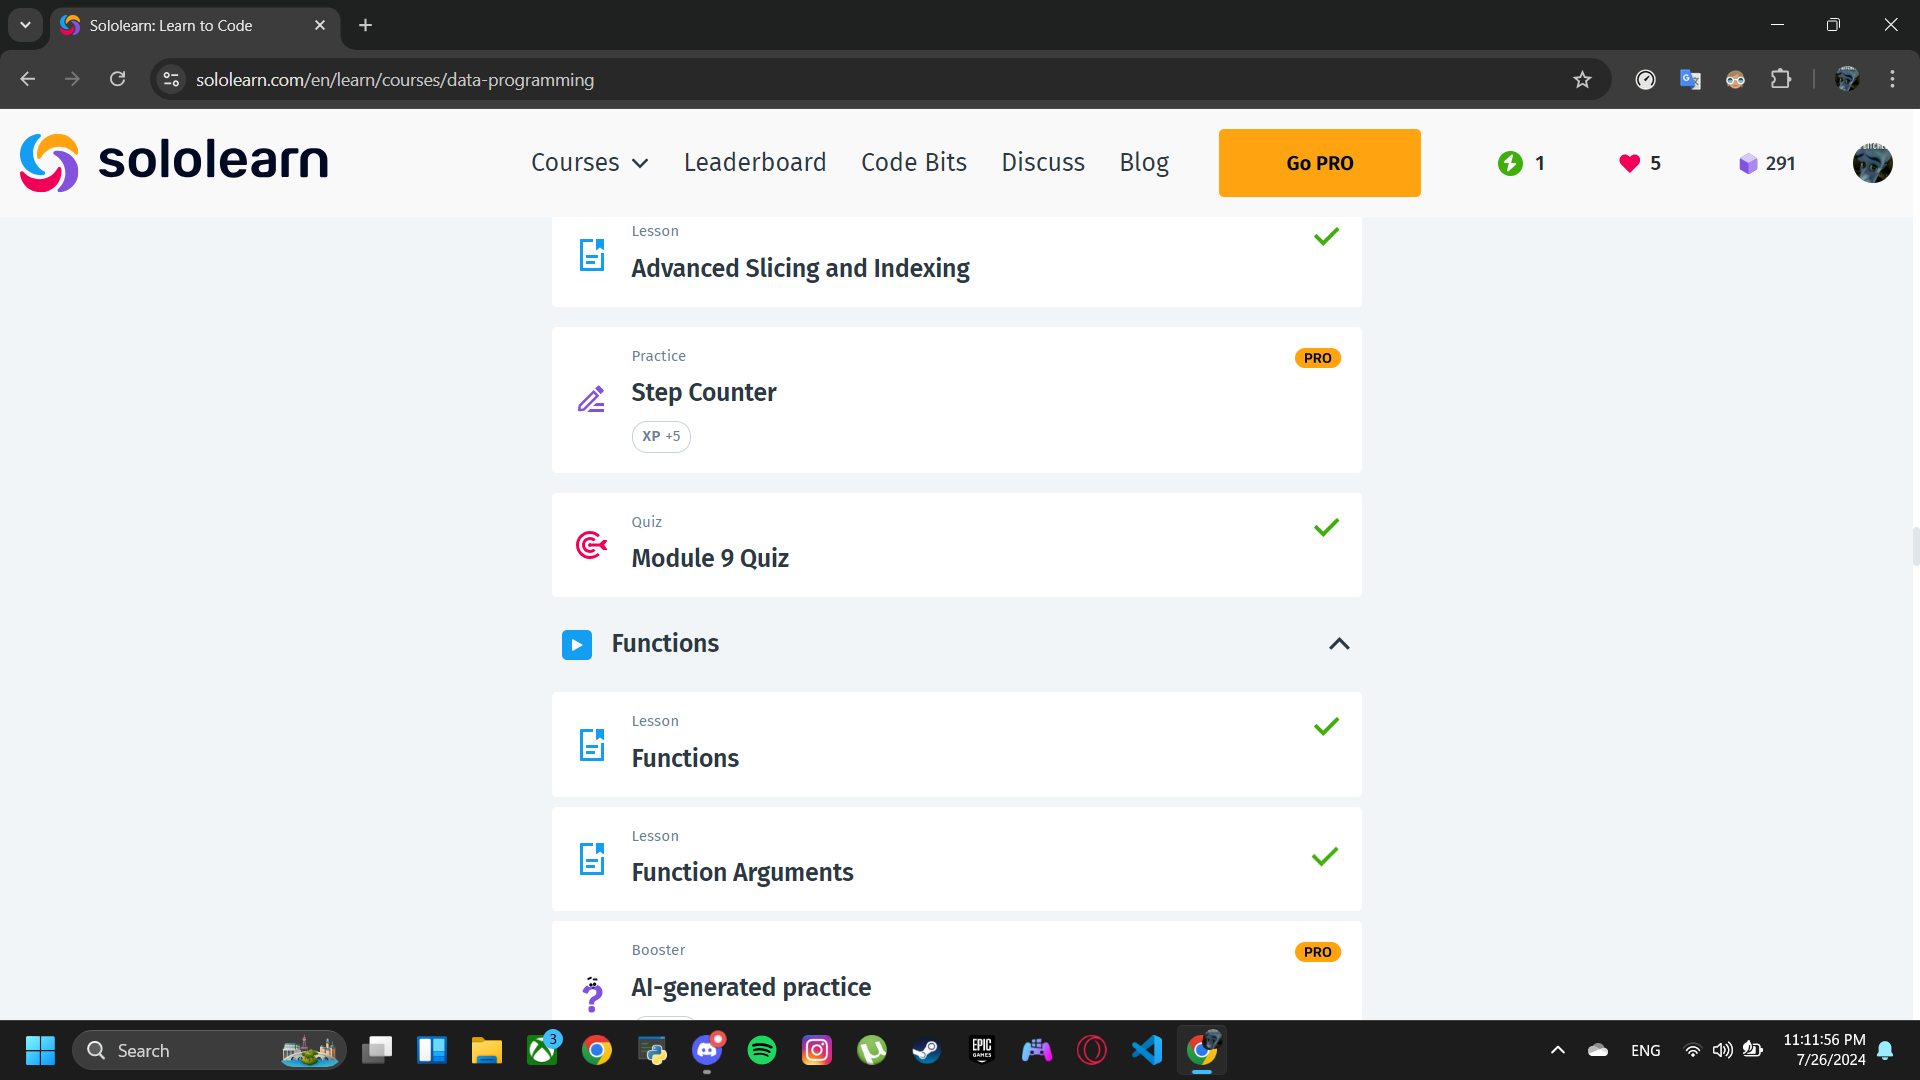 Sololearn: Learn to Code
sololearn.com/en/learn/courses/data-programming
sololearn
Courses
Leaderboard
Code Bits
Discuss
Blog
Go PRO
1
5
291
Lesson
Advanced Slicing and Indexing
Practice
PRO
Step Counter
XP +5
Quiz
Module 9 Quiz
Functions
Lesson
Functions
Lesson
Function Arguments
Booster
PRO
AI-generated practice
Search
3
EPIC
GAMES
ENG
11:11:56 PM
7/26/2024